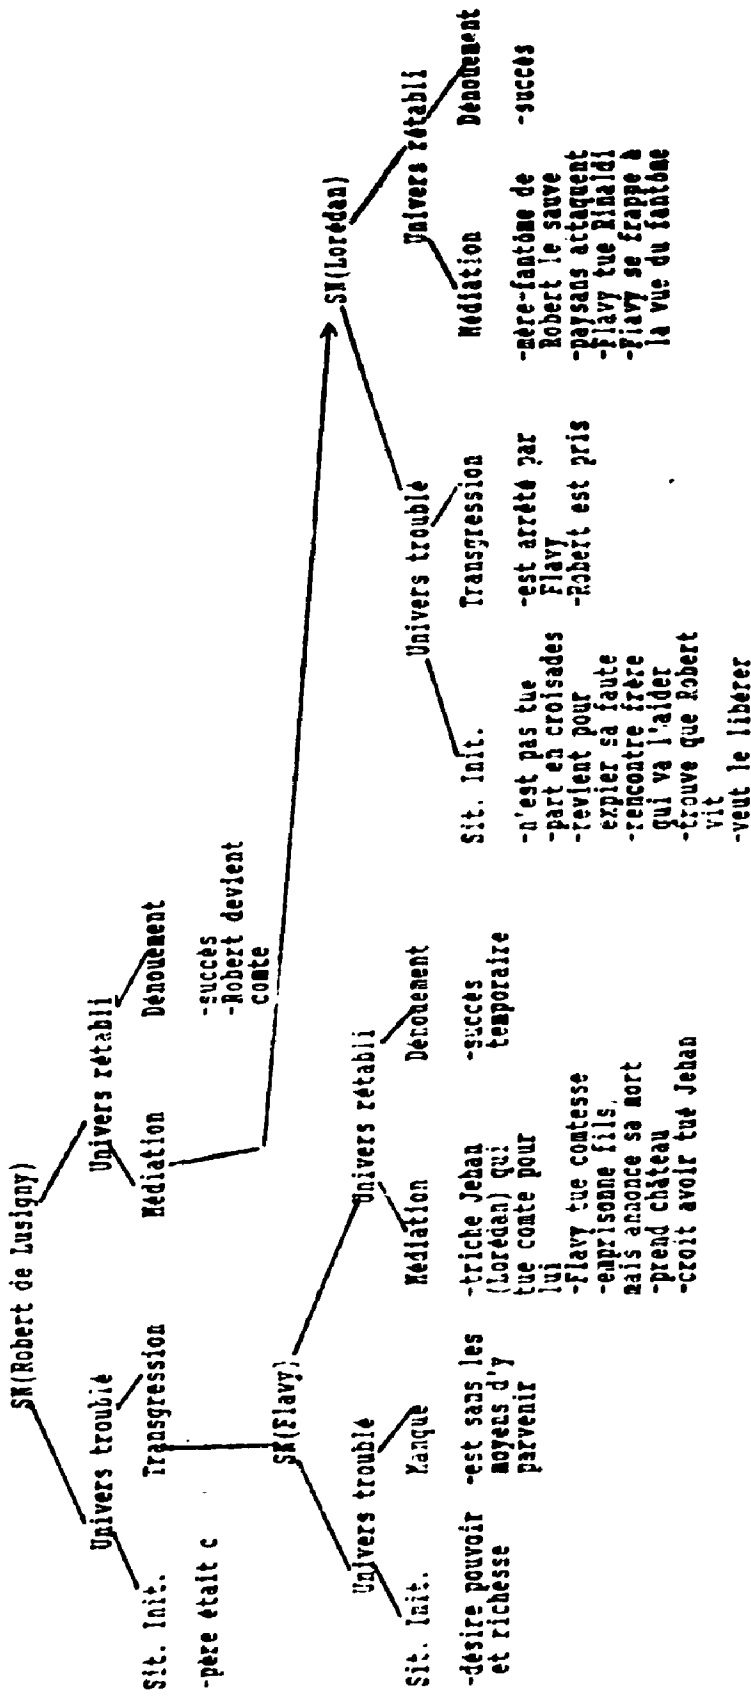 SN(Robert de Lusigny)
Univers trouble
Univers rétabli
Sit. Init.
Transgression
Médiation
Dénouement
-père était c
-succès
-Robert devient
comte
SN(Flavy)
Univers trouble
Univers rétabli
Sit. Init.
Manque
Médiation
Dénouement
-désire pouvoir
et richesse
-est sans les
moyens d'y
parvenir
-triche Jehan
(Lorédan) qui
tue comte pour
lui
-Flavy tue comtesse
-emprisonne fils,
mais annonce sa mort
-prend château
-croit avoir tué Jehan
-succès
temporaire
SN(Lorédan)
Univers troublé
Univers rétabli
Sit. Init.
Transgression
Médiation
Dénouement
-n'est pas tue
-part en croisades
-revient pour
expier sa faute
-rencontre frère
qui va l'aider
-trouve que Robert
vit
-veut le libérer
-est arrêté par
Flavy
-Robert est pris
-mère-fantôme de
Robert le sauve
-paysans attaquent
-Flavy tue Rinaldi
-Flavy se frappe à
la vue du fantôme
-succès